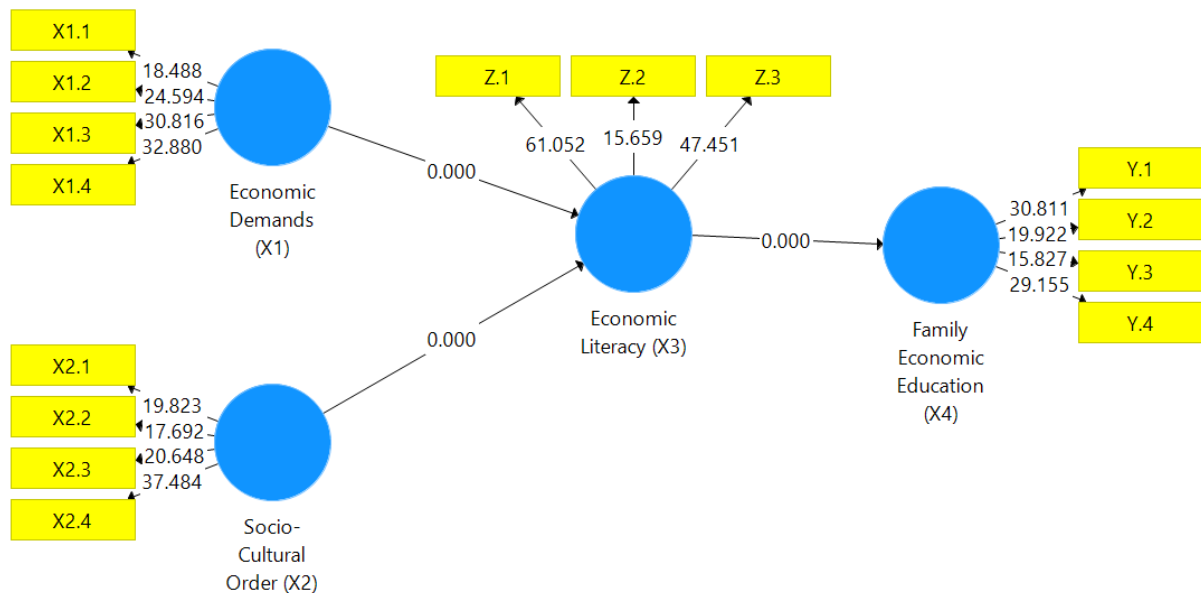 X1.1
X1.2
X1.3
X1.4
18.488
24.594
30.816
32.880
Economic
Demands
(X1)
0.000
Z.1
Z.2
Z.3
61.052
15.659
47.451
Economic
Literacy (X3)
0.000
Y.1
Y.2
Y.3
Y.4
30.811
19.922
15.827
29.155
Family
Economic
Education
(X4)
0.000
X2.1
X2.2
X2.3
X2.4
19.823
17.692
20.648
37.484
Socio-
Cultural
Order (X2)